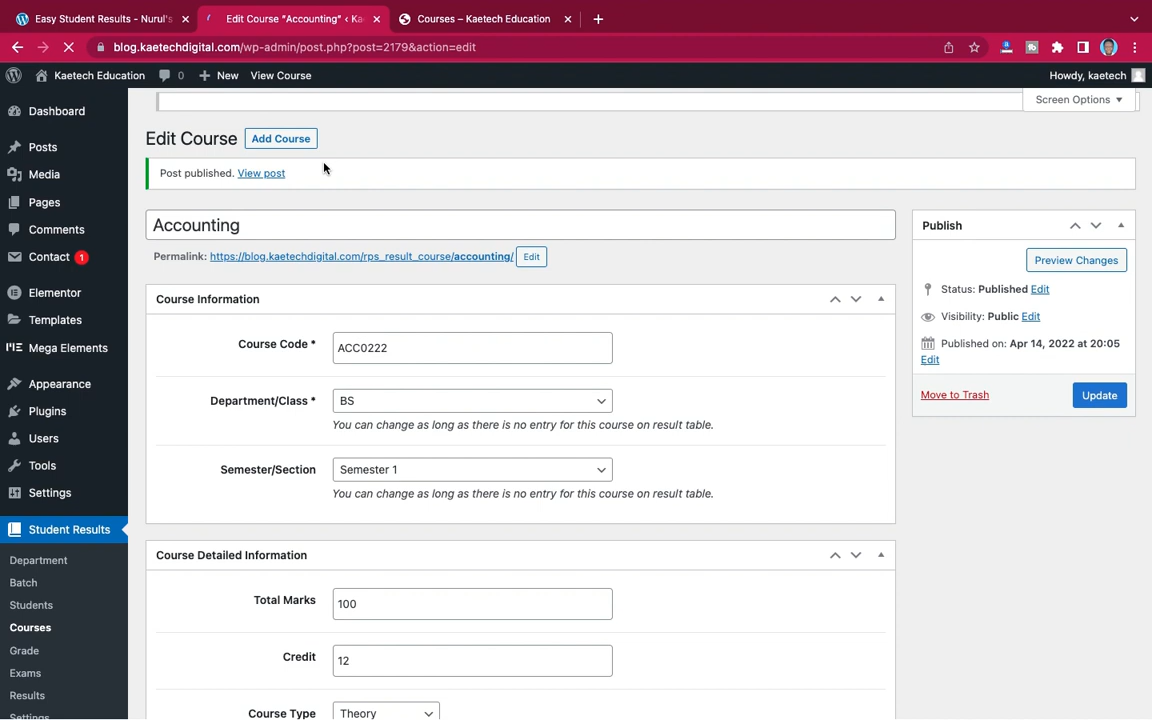 Easy Student Results - Nurul's
Edit Course "Accounting" ‹ Ka
Courses – Kaetech Education
blog.kaetechdigital.com/wp-admin/post.php?post=2179&action=edit
Kaetech Education
0
New
View Course
Howdy, kaetech
Screen Options
Dashboard
Posts
Media
Pages
Comments
Contact 1
Elementor
Templates
Mega Elements
Appearance
Plugins
Users
Tools
Settings
Student Results
Department
Batch
Students
Courses
Grade
Exams
Results
Settings
Edit Course
Add Course
Post published. View post
Accounting
Permalink: https://blog.kaetechdigital.com/rps_result_course/accounting/ Edit
Course Information
Course Code * ACC0222
Department/Class * BS
You can change as long as there is no entry for this course on result table.
Semester/Section Semester 1
You can change as long as there is no entry for this course on result table.
Course Detailed Information
Total Marks 100
Credit 12
Course Type Theory
Publish
Preview Changes
Status: Published Edit
Visibility: Public Edit
Published on: Apr 14, 2022 at 20:05
Edit
Move to Trash
Update